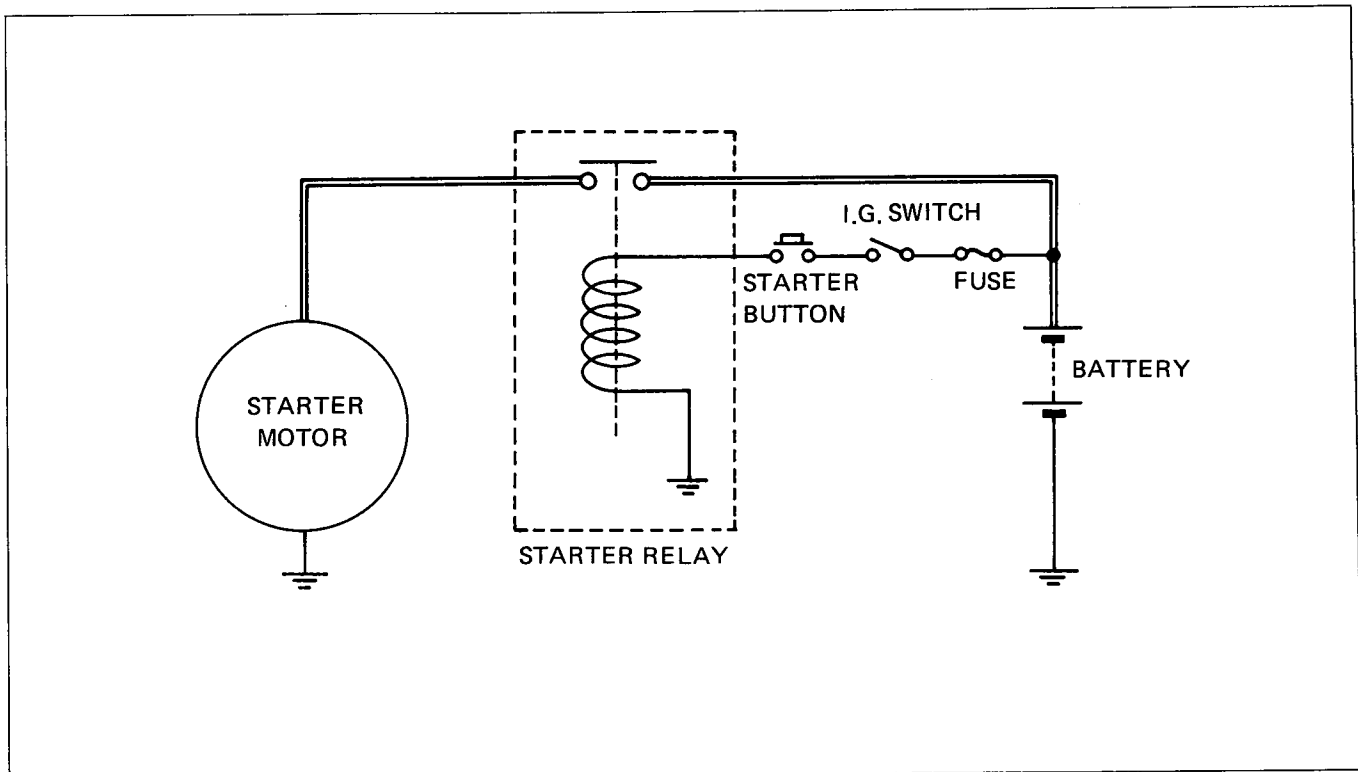 I.G. SWITCH
STARTER
BUTTON
FUSE
BATTERY
STARTER
MOTOR
STARTER RELAY